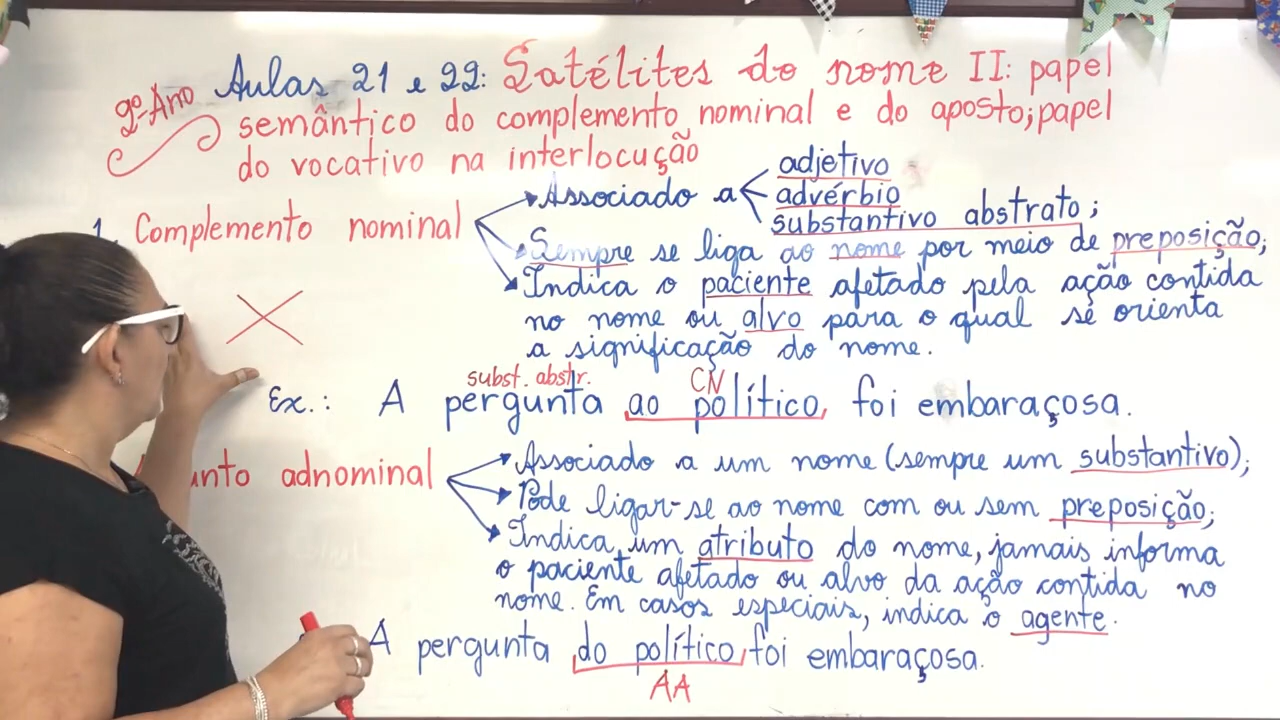 9º Ano
Aulas 21 e 22: Satélites do nome II: papel
semântico do complemento nominal e do aposto; papel
do vocativo na interlocução
1. Complemento nominal
Associado a
adjetivo
advérbio
substantivo abstrato;
Sempre se liga ao nome por meio de preposição;
Indica o paciente afetado pela ação contida
no nome ou alvo para o qual se orienta
a significação do nome.
subst. abstr. CN
Ex.: A pergunta ao político foi embaraçosa.
unto adnominal
Associado a um nome (sempre um substantivo);
Pode ligar-se ao nome com ou sem preposição;
Indica um atributo do nome, jamais informa
o paciente afetado ou alvo da ação contida no
nome. Em casos especiais, indica o agente.
A pergunta do político foi embaraçosa.
AA